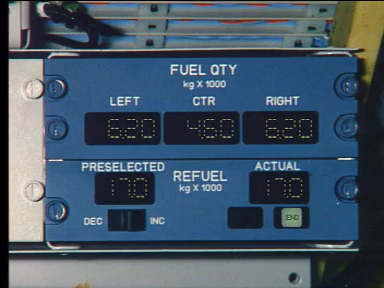 FUEL QTY
kg X 1000
LEFT CTR RIGHT
6.20 4.60 6.20
PRESELECTED REFUEL ACTUAL
kg X 1000
17.0 17.0
DEC INC END